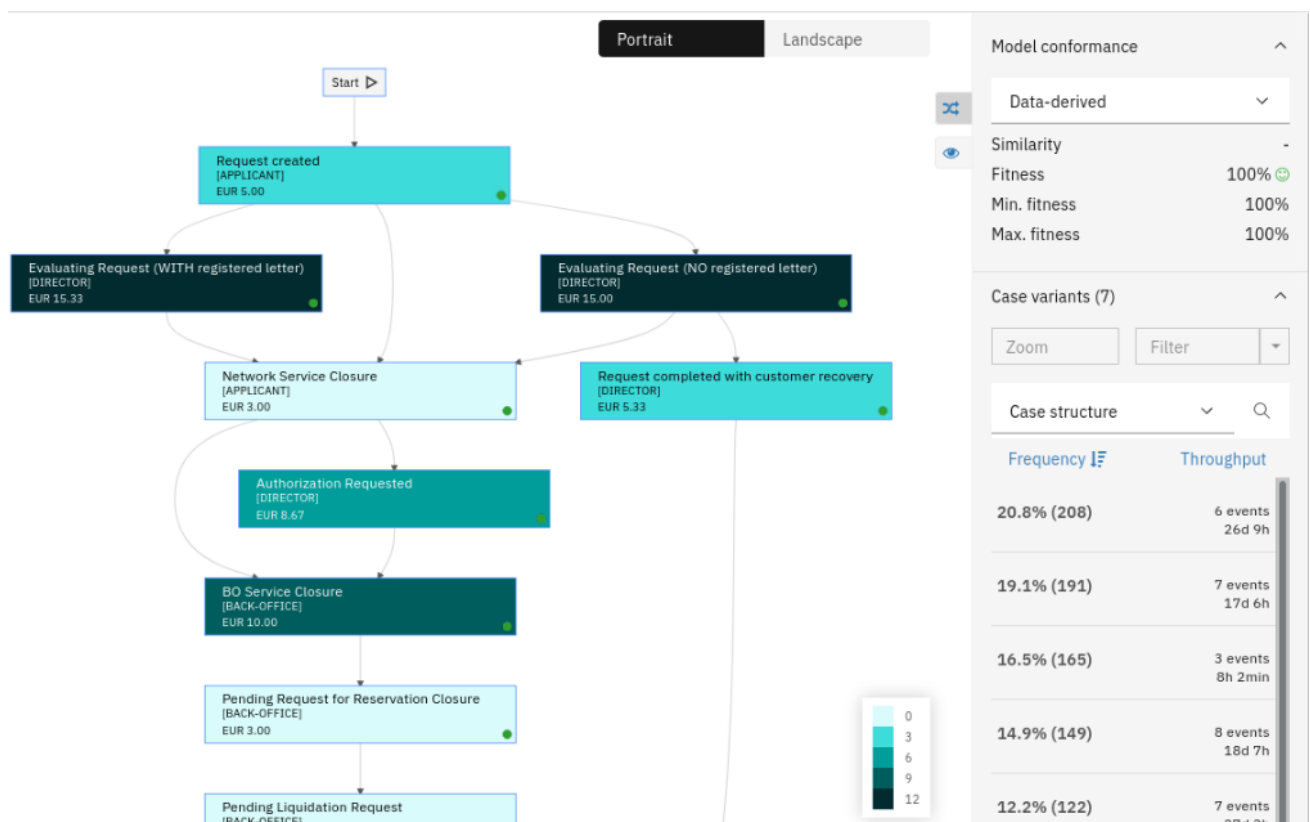 Portrait
Landscape
Start
Request created
[APPLICANT]
EUR 5.00
Evaluating Request (WITH registered letter)
[DIRECTOR]
EUR 15.33
Evaluating Request (NO registered letter)
[DIRECTOR]
EUR 15.00
Network Service Closure
[APPLICANT]
EUR 3.00
Request completed with customer recovery
[DIRECTOR]
EUR 5.33
Authorization Requested
[DIRECTOR]
EUR 8.67
BO Service Closure
[BACK-OFFICE]
EUR 10.00
Pending Request for Reservation Closure
[BACK-OFFICE]
EUR 3.00
Pending Liquidation Request
[BACK-OFFICE]
0
3
6
9
12
Model conformance
Data-derived
Similarity -
Fitness 100%
Min. fitness 100%
Max. fitness 100%
Case variants (7)
Zoom
Filter
Case structure
Frequency Throughput
20.8% (208) 6 events
26d 9h
19.1% (191) 7 events
17d 6h
16.5% (165) 3 events
8h 2min
14.9% (149) 8 events
18d 7h
12.2% (122) 7 events